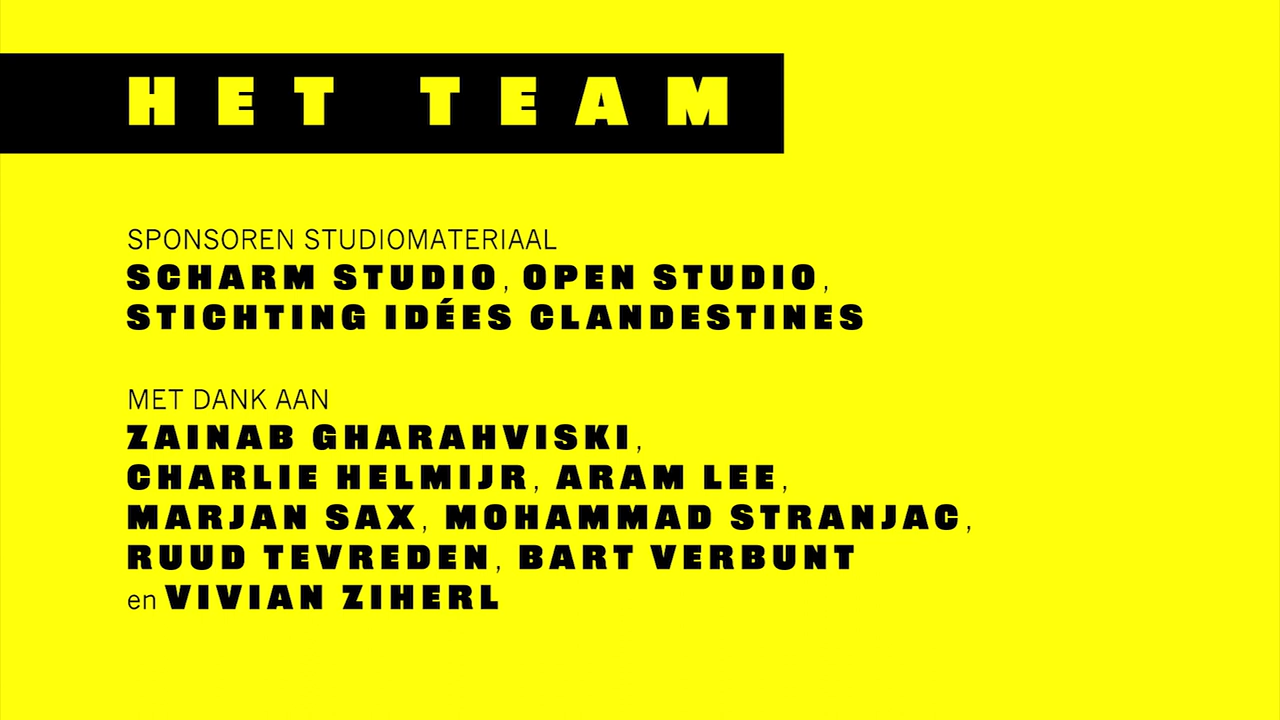 HET TEAM
SPONSOREN STUDIOMATERIAAL
SCHARM STUDIO, OPEN STUDIO,
STICHTING IDÉES CLANDESTINES
MET DANK AAN
ZAINAB GHARAHVISKI,
CHARLIE HELMIJR, ARAM LEE,
MARJAN SAX, MOHAMMAD STRANJAC,
RUUD TEVREDEN, BART VERBUNT
en VIVIAN ZIHERL